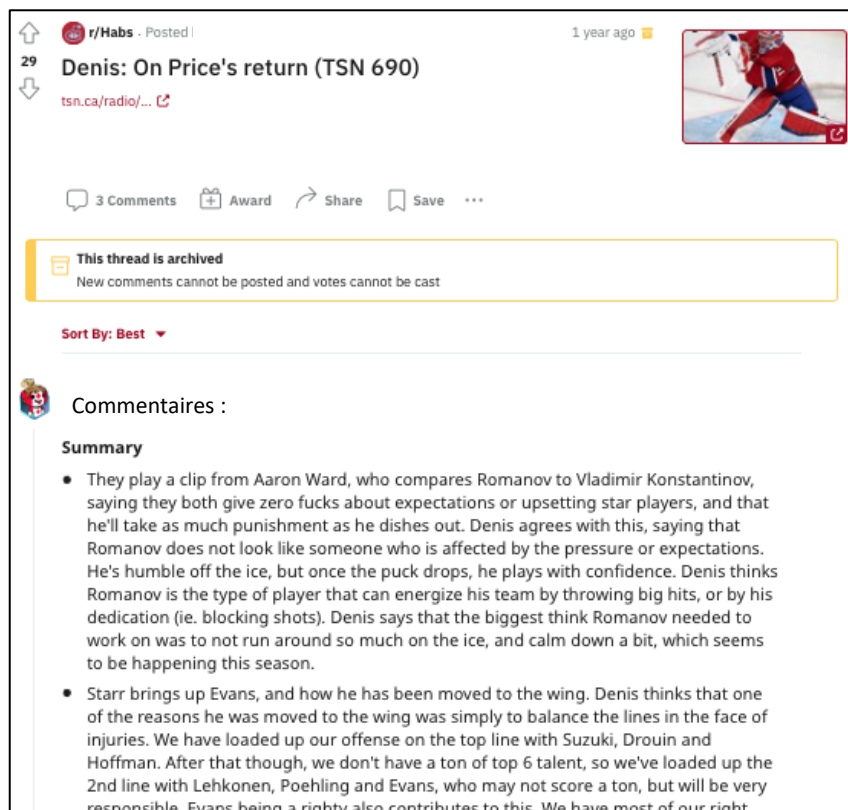 r/Habs · Posted
1 year ago
29
Denis: On Price's return (TSN 690)
tsn.ca/radio/...
3 Comments Award Share Save ...
This thread is archived
New comments cannot be posted and votes cannot be cast
Sort By: Best
Commentaires :
Summary
• They play a clip from Aaron Ward, who compares Romanov to Vladimir Konstantinov,
saying they both give zero fucks about expectations or upsetting star players, and that
he'll take as much punishment as he dishes out. Denis agrees with this, saying that
Romanov does not look like someone who is affected by the pressure or expectations.
He's humble off the ice, but once the puck drops, he plays with confidence. Denis thinks
Romanov is the type of player that can energize his team by throwing big hits, or by his
dedication (ie. blocking shots). Denis says that the biggest think Romanov needed to
work on was to not run around so much on the ice, and calm down a bit, which seems
to be happening this season.
• Starr brings up Evans, and how he has been moved to the wing. Denis thinks that one
of the reasons he was moved to the wing was simply to balance the lines in the face of
injuries. We have loaded up our offense on the top line with Suzuki, Drouin and
Hoffman. After that though, we don't have a ton of top 6 talent, so we've loaded up the
2nd line with Lehkonen, Poehling and Evans, who may not score a ton, but will be very
responsible. Evans being a righty also contributes to this. We have most of our right